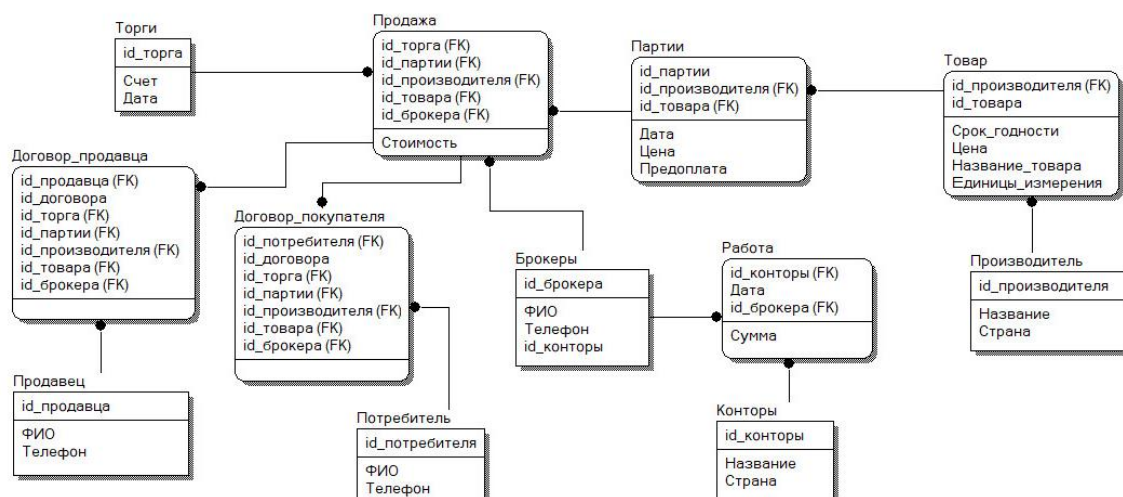 Торги
id_торга
Счет
Дата
Продажа
id_торга (FK)
id_партии (FK)
id_производителя (FK)
id_товара (FK)
id_брокера (FK)
Стоимость
Партии
id_партии
id_производителя (FK)
id_товара (FK)
Дата
Цена
Предоплата
Товар
id_производителя (FK)
id_товара
Срок_годности
Цена
Название_товара
Единицы_измерения
Договор_продавца
id_продавца (FK)
id_договора
id_торга (FK)
id_партии (FK)
id_производителя (FK)
id_товара (FK)
id_брокера (FK)
Договор_покупателя
id_потребителя (FK)
id_договора
id_торга (FK)
id_партии (FK)
id_производителя (FK)
id_товара (FK)
id_брокера (FK)
Брокеры
id_брокера
ФИО
Телефон
id_конторы
Работа
id_конторы (FK)
Дата
id_брокера (FK)
Сумма
Производитель
id_производителя
Название
Страна
Продавец
id_продавца
ФИО
Телефон
Потребитель
id_потребителя
ФИО
Телефон
Конторы
id_конторы
Название
Страна